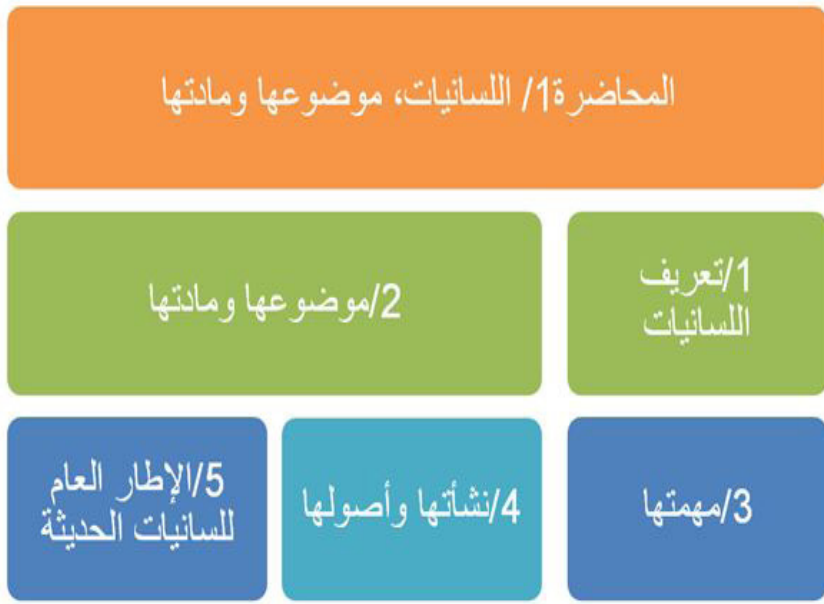 المحاضرة1/ اللسانيات، موضوعها ومادتها
1/تعريف
اللسانيات
2/موضوعها ومادتها
3/مهمتها
4/نشأتها وأصولها
5/الإطار العام
للسانيات الحديثة